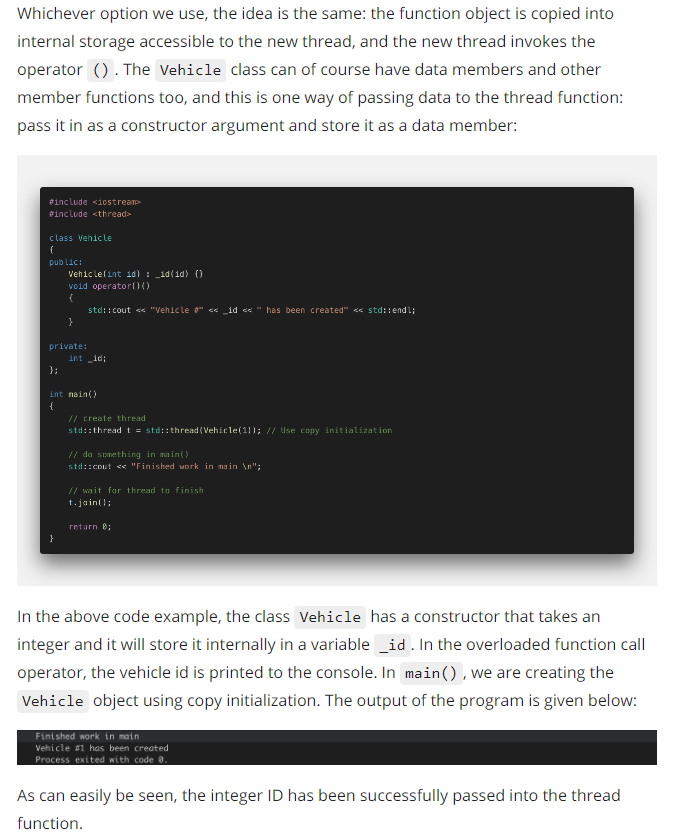 Whichever option we use, the idea is the same: the function object is copied into
internal storage accessible to the new thread, and the new thread invokes the
operator () . The Vehicle class can of course have data members and other
member functions too, and this is one way of passing data to the thread function:
pass it in as a constructor argument and store it as a data member:
#include <iostream>
#include <thread>
class Vehicle
{
public:
Vehicle(int id) : _id(id) {}
void operator()()
{
std::cout << "Vehicle #" << _id << " has been created" << std::endl;
}
private:
int _id;
};
int main()
{
// create thread
std::thread t = std::thread(Vehicle(1)); // Use copy initialization
// do something in main()
std::cout << "Finished work in main \n";
// wait for thread to finish
t.join();
return 0;
}
In the above code example, the class Vehicle has a constructor that takes an
integer and it will store it internally in a variable _id . In the overloaded function call
operator, the vehicle id is printed to the console. In main() , we are creating the
Vehicle object using copy initialization. The output of the program is given below:
Finished work in main
Vehicle #1 has been created
Process exited with code 0.
As can easily be seen, the integer ID has been successfully passed into the thread
function.